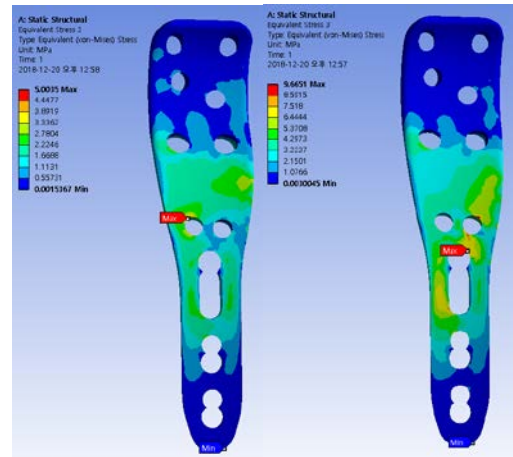 A: Static Structural
Equivalent Stress 2
Type: Equivalent (von-Mises) Stress
Unit: MPa
Time: 1
2018-12-20 오후 12:58
5.0035 Max
4.4477
3.8919
3.3362
2.7804
2.2246
1.6688
1.1131
0.55731
0.0015367 Min
Max
Min
A: Static Structural
Equivalent Stress 3
Type: Equivalent (von-Mises) Stress
Unit: MPa
Time: 1
2018-12-20 오후 12:57
9.6651 Max
8.5915
7.518
6.4444
5.3708
4.2973
3.2237
2.1501
1.0766
0.0030045 Min
Max
Min